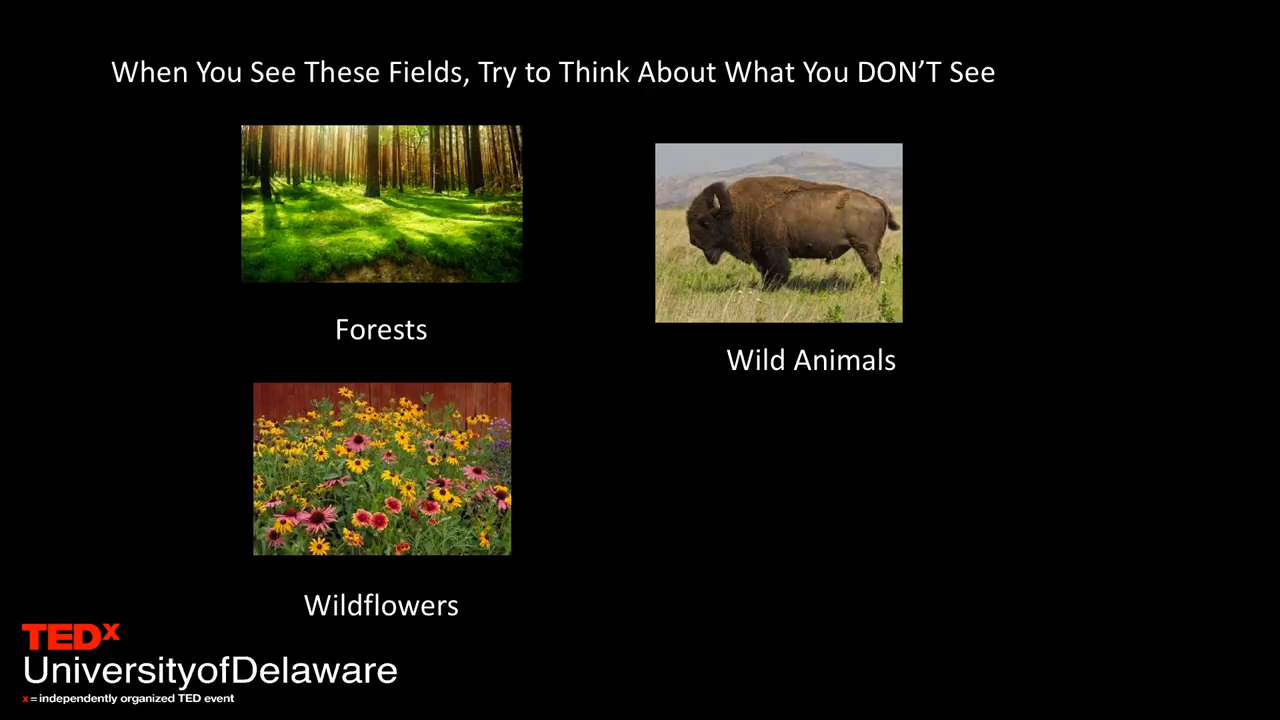 When You See These Fields, Try to Think About What You DON’T See
Forests
Wild Animals
Wildflowers
TEDx
UniversityofDelaware
x = independently organized TED event